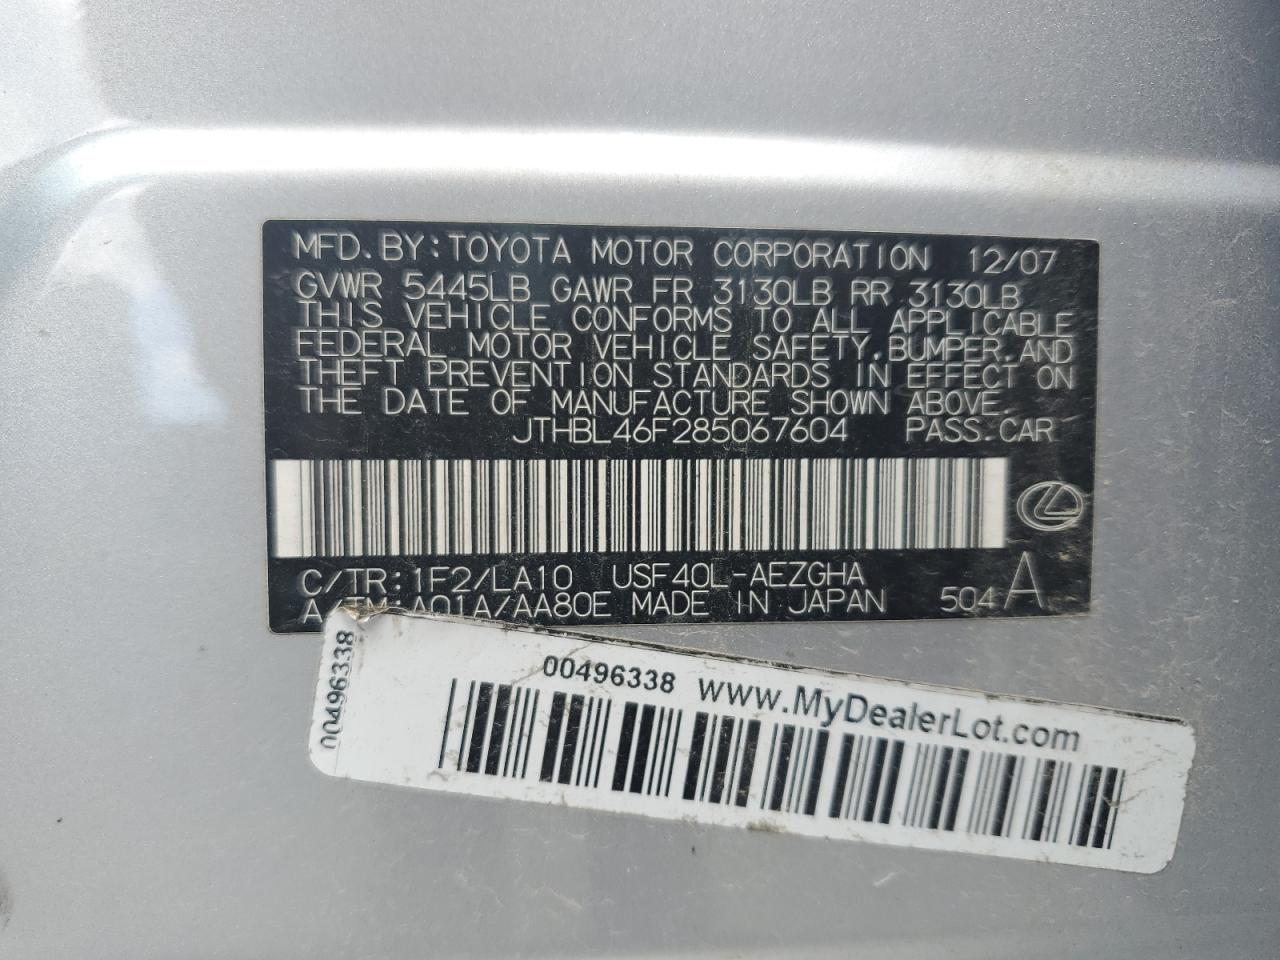 MFD. BY: TOYOTA MOTOR CORPORATION 12/07
GVWR 5445LB GAWR FR 3130LB RR 3130LB
THIS VEHICLE CONFORMS TO ALL APPLICABLE
FEDERAL MOTOR VEHICLE SAFETY, BUMPER, AND
THEFT PREVENTION STANDARDS IN EFFECT ON
THE DATE OF MANUFACTURE SHOWN ABOVE.
JTHBL46F285067604 PASS. CAR
C/TR: 1F2/LA10 USF40L-AEZGHA
A/TM: A01A/AA80E MADE IN JAPAN 504 A
00496338
00496338 www.MyDealerLot.com